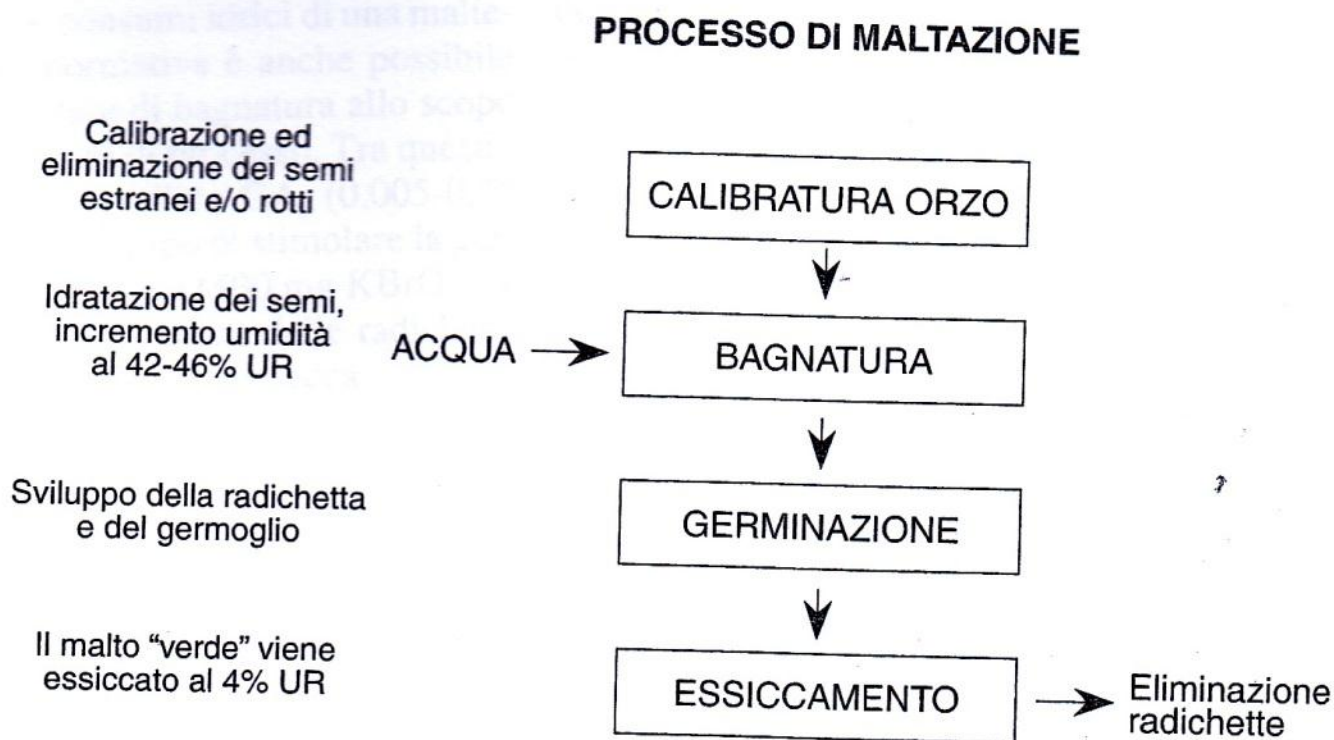 PROCESSO DI MALTAZIONE
Calibrazione ed
eliminazione dei semi
estranei e/o rotti
CALIBRATURA ORZO
Idratazione dei semi,
incremento umidità
al 42-46% UR
ACQUA
BAGNATURA
Sviluppo della radichetta
e del germoglio
GERMINAZIONE
Il malto “verde” viene
essiccato al 4% UR
ESSICCAMENTO
Eliminazione
radichette